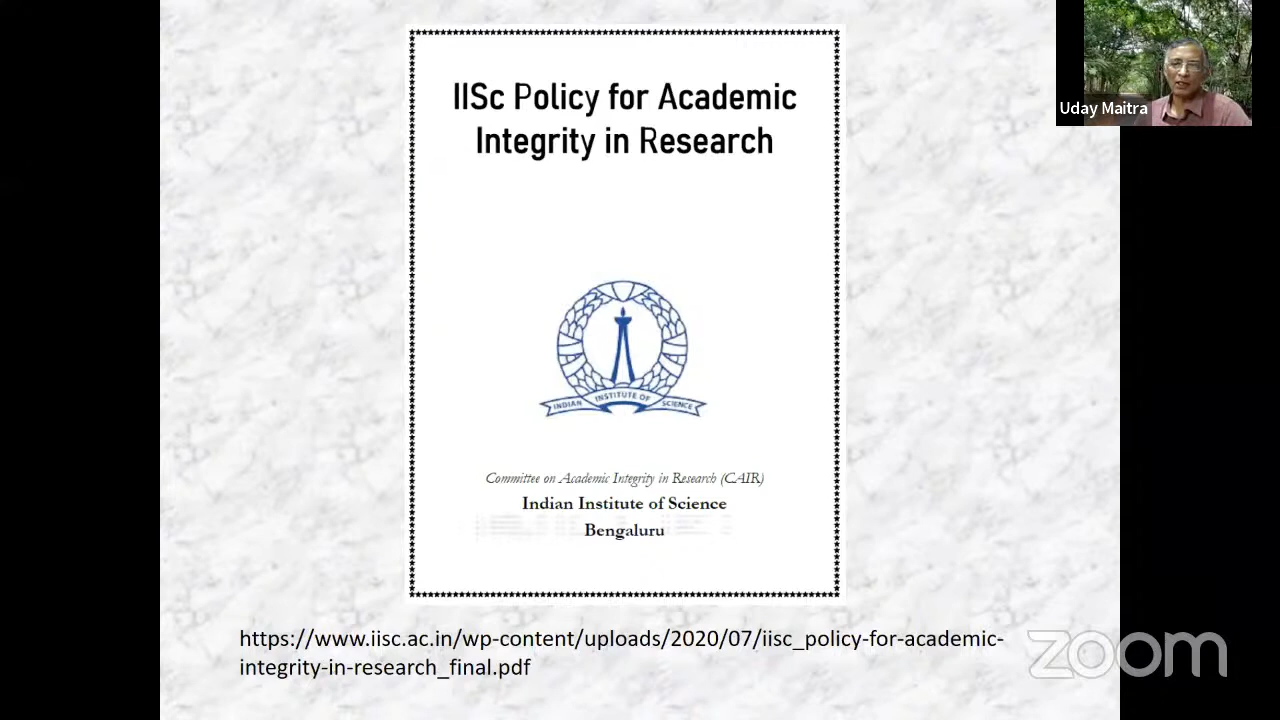 IISc Policy for Academic
Integrity in Research
INDIAN INSTITUTE OF SCIENCE
Committee on Academic Integrity in Research (CAIR)
Indian Institute of Science
Bengaluru
https://www.iisc.ac.in/wp-content/uploads/2020/07/iisc_policy-for-academic-
integrity-in-research_final.pdf
Uday Maitra
zoom